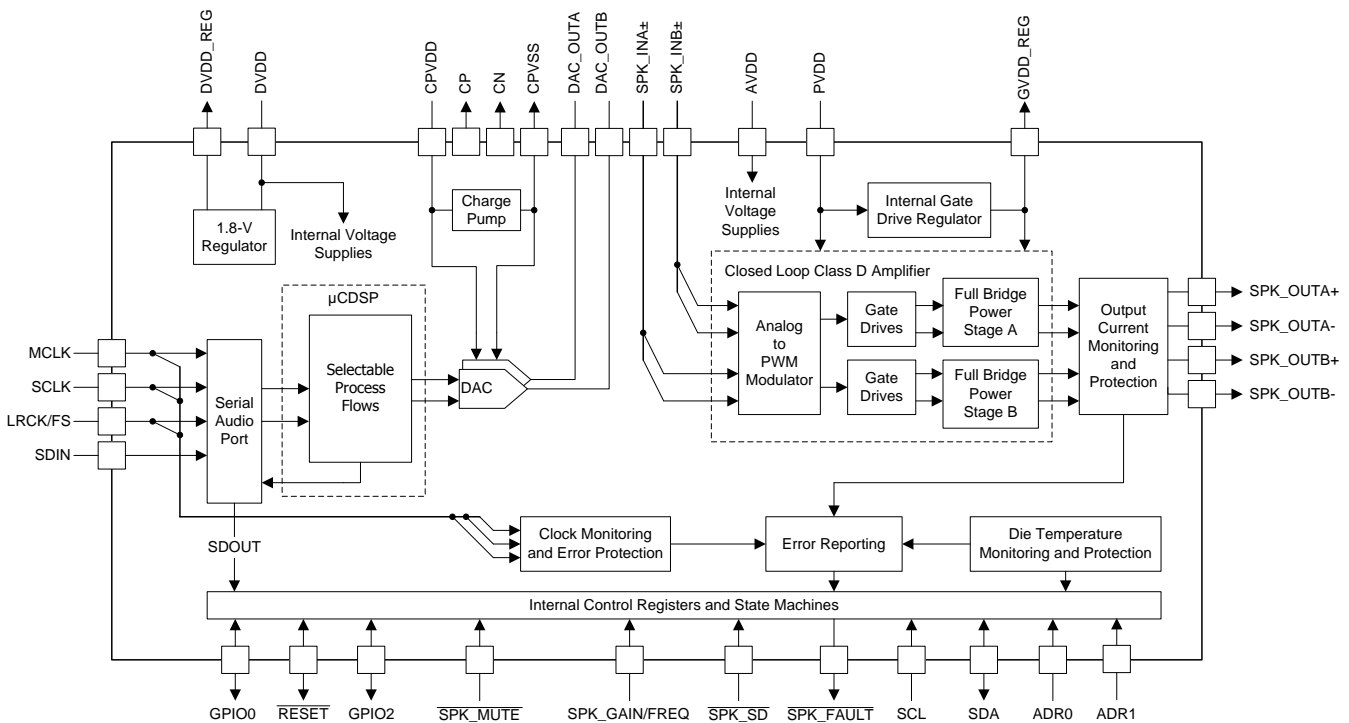 DVDD_REG
DVDD
CPVDD
CP
CN
CPVSS
DAC_OUTA
DAC_OUTB
SPK_INA±
SPK_INB±
AVDD
PVDD
GVDD_REG
1.8-V
Regulator
Internal Voltage
Supplies
Charge
Pump
Internal
Voltage
Supplies
Internal Gate
Drive Regulator
µCDSP
Selectable
Process
Flows
DAC
Closed Loop Class D Amplifier
Analog
to
PWM
Modulator
Gate
Drives
Full Bridge
Power
Stage A
Gate
Drives
Full Bridge
Power
Stage B
Output
Current
Monitoring
and
Protection
SPK_OUTA+
SPK_OUTA-
SPK_OUTB+
SPK_OUTB-
MCLK
SCLK
LRCK/FS
SDIN
Serial
Audio
Port
SDOUT
Clock Monitoring
and Error Protection
Error Reporting
Die Temperature
Monitoring and Protection
Internal Control Registers and State Machines
GPIO0
RESET
GPIO2
SPK_MUTE
SPK_GAIN/FREQ
SPK_SD
SPK_FAULT
SCL
SDA
ADR0
ADR1